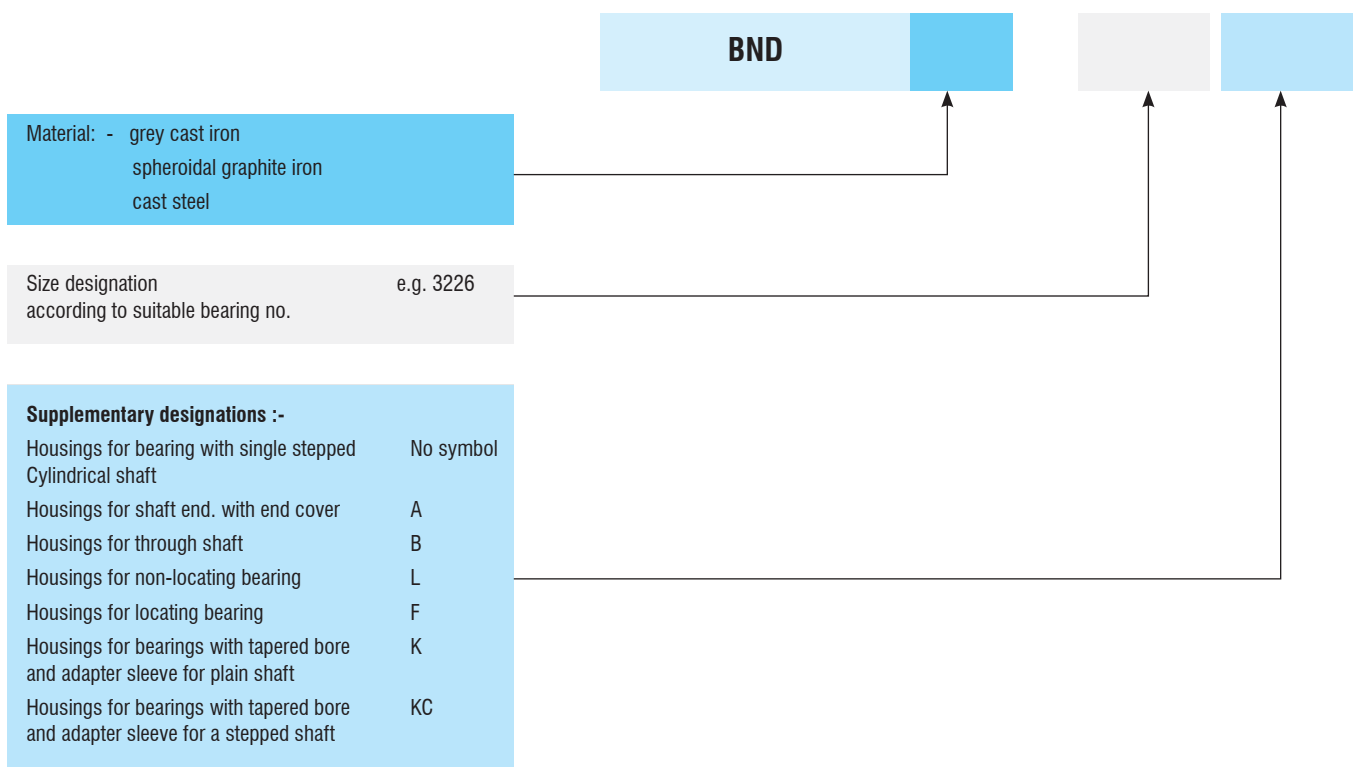 BND
Material: - grey cast iron
spheroidal graphite iron
cast steel
Size designation e.g. 3226
according to suitable bearing no.
Supplementary designations :-
Housings for bearing with single stepped No symbol
Cylindrical shaft
Housings for shaft end. with end cover A
Housings for through shaft B
Housings for non-locating bearing L
Housings for locating bearing F
Housings for bearings with tapered bore K
and adapter sleeve for plain shaft
Housings for bearings with tapered bore KC
and adapter sleeve for a stepped shaft